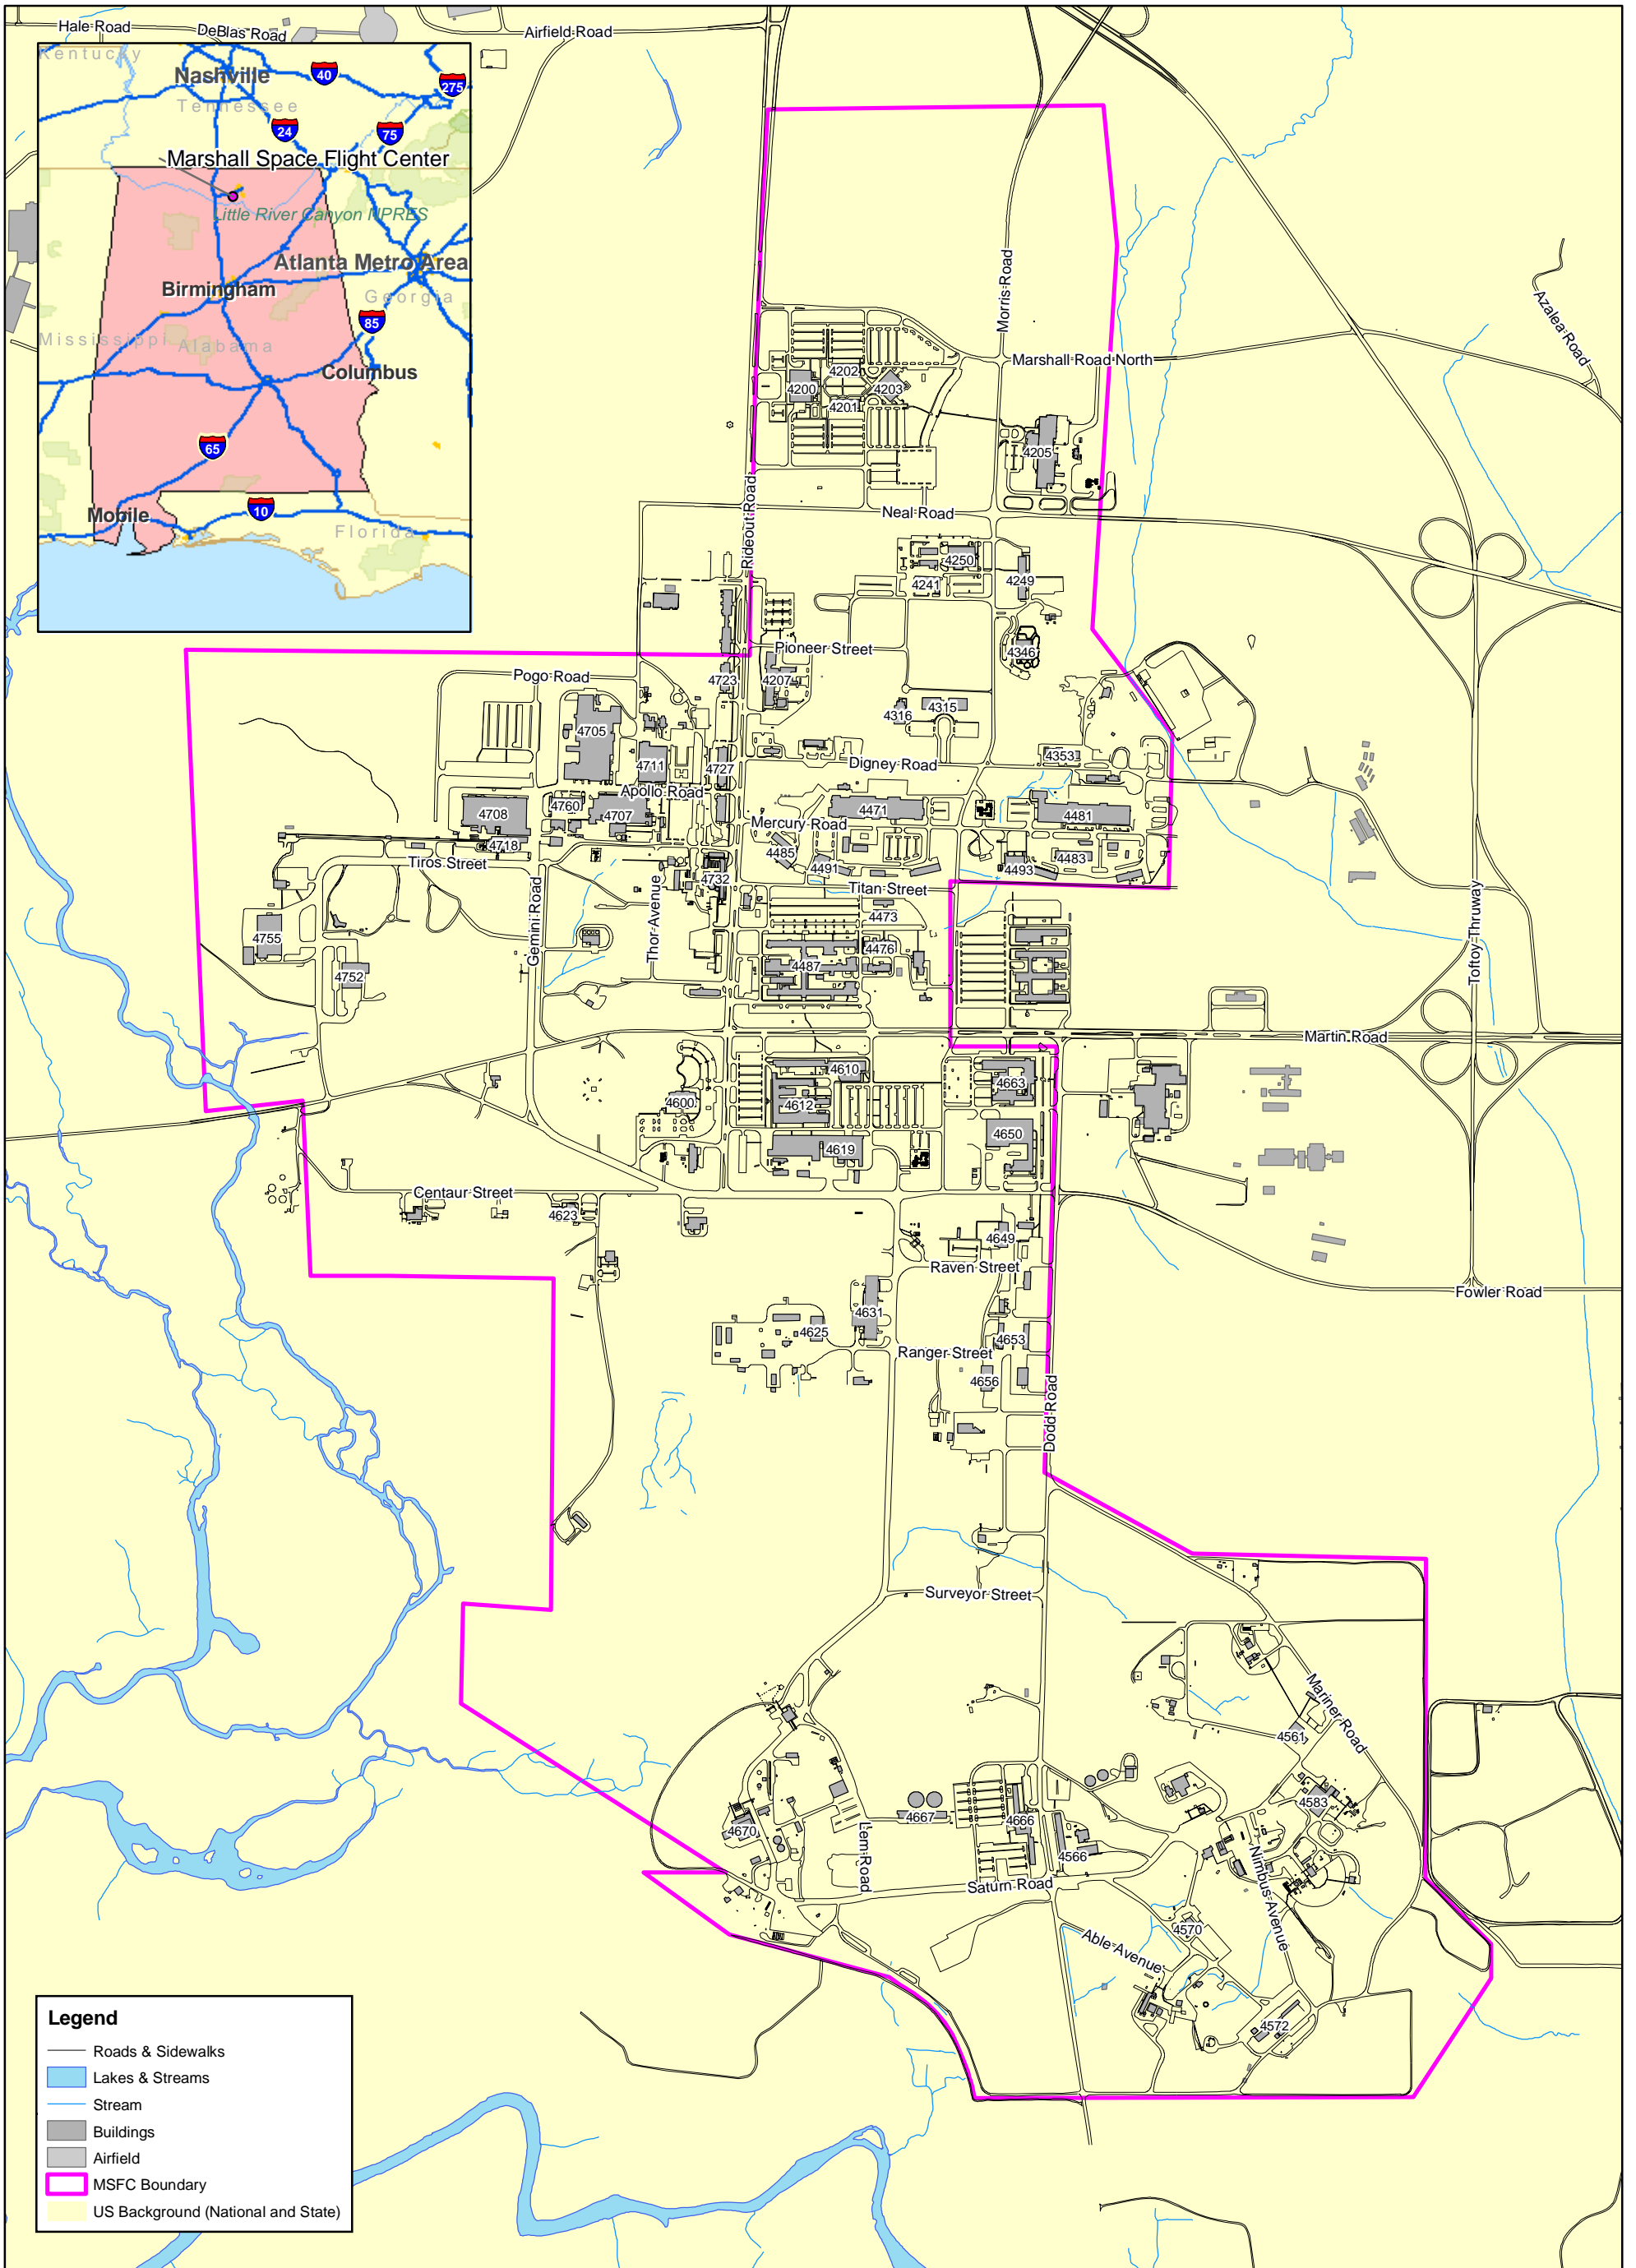 Hale Road
DeBlas Road
Airfield Road
Kentucky
Nashville
40
275
Tennessee
24
75
Marshall Space Flight Center
Little River Canyon NPRES
Atlanta Metro Area
Birmingham
Georgia
85
Mississippi
Alabama
Columbus
65
Mobile
10
Florida
Morris Road
Azalea Road
Marshall Road North
4202
4200
4203
4201
4205
Rideout Road
Neal Road
4250
4241
4249
Pioneer Street
4346
Pogo Road
4723
4207
4316
4315
4705
4711
4727
Digney Road
4353
Apollo Road
4760
4708
4707
4471
4481
Mercury Road
4718
Tiros Street
4485
4491
4483
4493
4732
Titan Street
4473
Gemini Road
Thor Avenue
4755
4476
4487
4752
Toftoy Thruway
Martin Road
4610
4663
4600
4612
4650
4619
Centaur Street
4623
4649
Raven Street
Fowler Road
4631
4625
4653
Ranger Street
4656
Dodd Road
Surveyor Street
Mariner Road
4561
4583
4667
4666
4670
4566
Lem Road
Saturn Road
Nimbus Avenue
4570
Able Avenue
4572
Legend
Roads & Sidewalks
Lakes & Streams
Stream
Buildings
Airfield
MSFC Boundary
US Background (National and State)